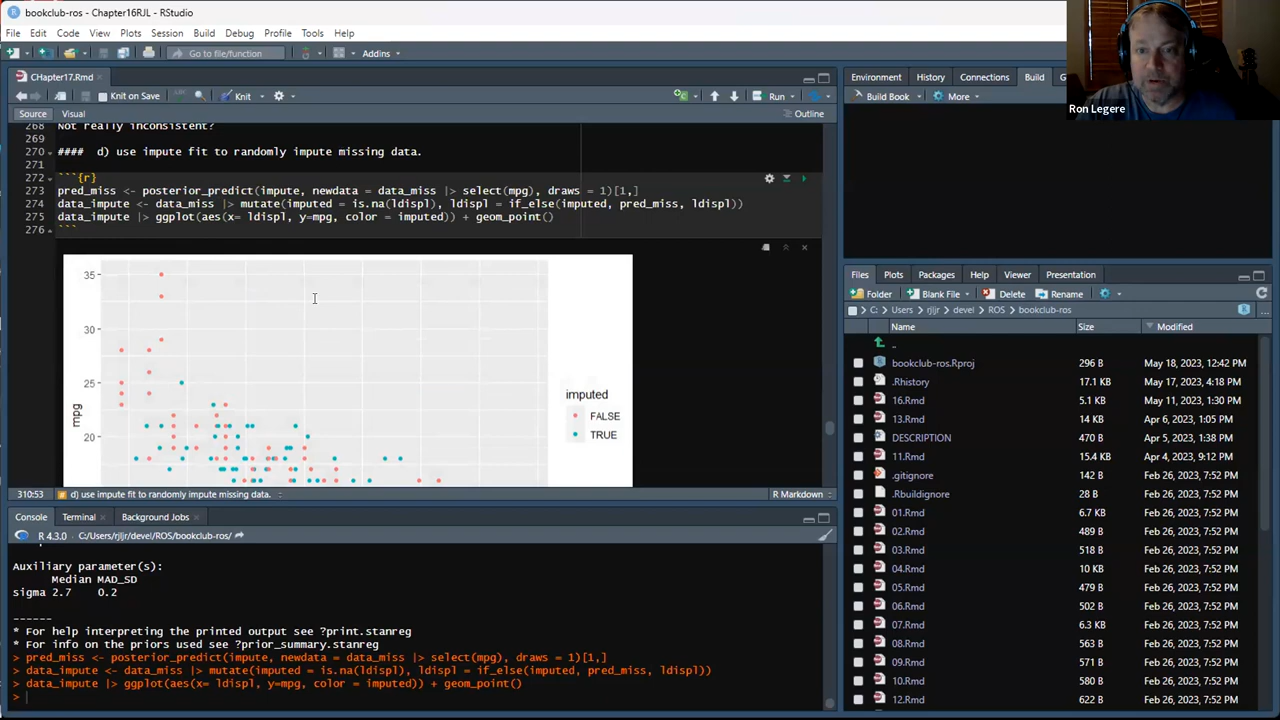 bookclub-ros - Chapter16RJL - RStudio
File Edit Code View Plots Session Build Debug Profile Tools Help
Go to file/function Addins
CHapter17.Rmd
Knit on Save Knit Run
Source Visual Outline
268 Not really inconsistent?
269
270 #### d) use impute fit to randomly impute missing data.
271
272 ```{r}
273 pred_miss <- posterior_predict(impute, newdata = data_miss |> select(mpg), draws = 1)[1,]
274 data_impute <- data_miss |> mutate(imputed = is.na(ldispl), ldispl = if_else(imputed, pred_miss, ldispl))
275 data_impute |> ggplot(aes(x= ldispl, y=mpg, color = imputed)) + geom_point()
276 ```
35
30
25
20
mpg
imputed
FALSE
TRUE
310:53 d) use impute fit to randomly impute missing data. R Markdown
Console Terminal Background Jobs
R 4.3.0 · C:/Users/rjljr/devel/ROS/bookclub-ros/
Auxiliary parameter(s):
Median MAD_SD
sigma 2.7 0.2
------
* For help interpreting the printed output see ?print.stanreg
* For info on the priors used see ?prior_summary.stanreg
> pred_miss <- posterior_predict(impute, newdata = data_miss |> select(mpg), draws = 1)[1,]
> data_impute <- data_miss |> mutate(imputed = is.na(ldispl), ldispl = if_else(imputed, pred_miss, ldispl))
> data_impute |> ggplot(aes(x= ldispl, y=mpg, color = imputed)) + geom_point()
>
Ron Legere
Environment History Connections Build
Build Book More
Files Plots Packages Help Viewer Presentation
Folder Blank File Delete Rename
C: > Users > rjljr > devel > ROS > bookclub-ros
Name Size Modified
..
bookclub-ros.Rproj 296 B May 18, 2023, 12:42 PM
.Rhistory 17.1 KB May 17, 2023, 4:18 PM
16.Rmd 5.1 KB May 11, 2023, 1:30 PM
13.Rmd 14 KB Apr 6, 2023, 1:05 PM
DESCRIPTION 470 B Apr 5, 2023, 1:38 PM
11.Rmd 15.4 KB Apr 4, 2023, 9:12 PM
.gitignore 142 B Feb 26, 2023, 7:52 PM
.Rbuildignore 28 B Feb 26, 2023, 7:52 PM
01.Rmd 6.7 KB Feb 26, 2023, 7:52 PM
02.Rmd 489 B Feb 26, 2023, 7:52 PM
03.Rmd 518 B Feb 26, 2023, 7:52 PM
04.Rmd 10 KB Feb 26, 2023, 7:52 PM
05.Rmd 479 B Feb 26, 2023, 7:52 PM
06.Rmd 502 B Feb 26, 2023, 7:52 PM
07.Rmd 6.3 KB Feb 26, 2023, 7:52 PM
08.Rmd 563 B Feb 26, 2023, 7:52 PM
09.Rmd 571 B Feb 26, 2023, 7:52 PM
10.Rmd 580 B Feb 26, 2023, 7:52 PM
12.Rmd 622 B Feb 26, 2023, 7:52 PM